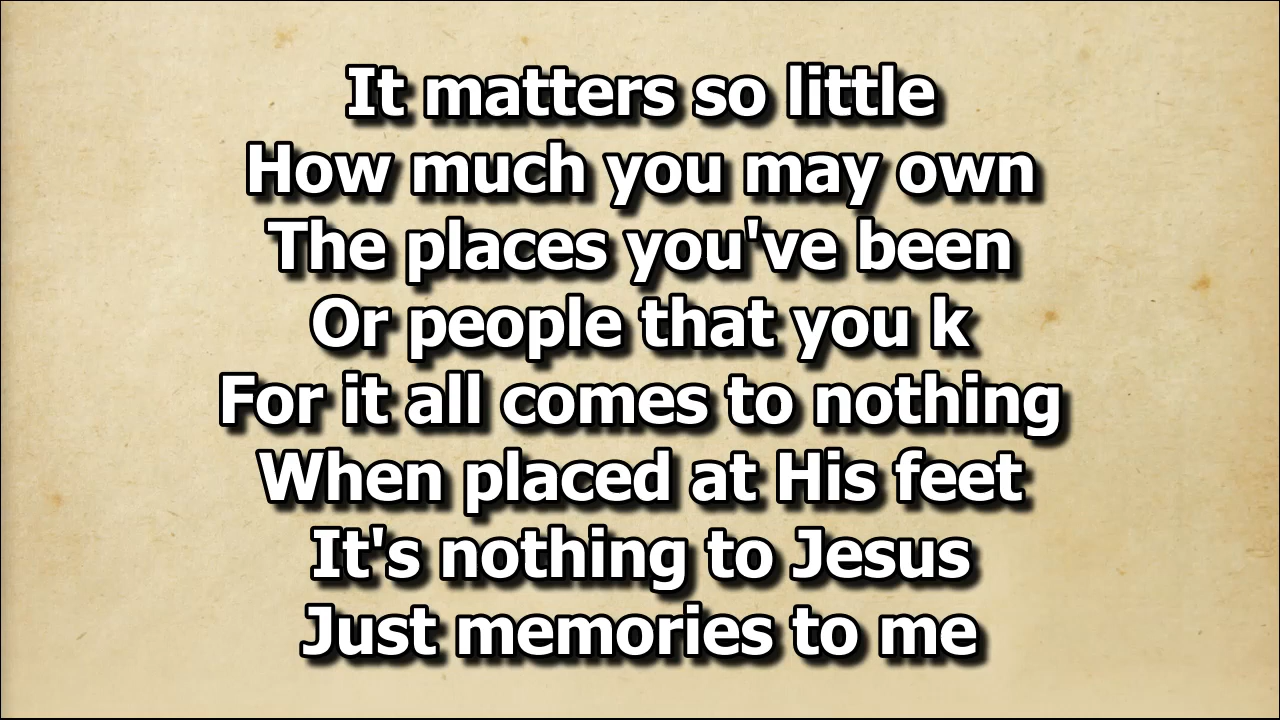 It matters so little
How much you may own
The places you've been
Or people that you k
For it all comes to nothing
When placed at His feet
It's nothing to Jesus
Just memories to me